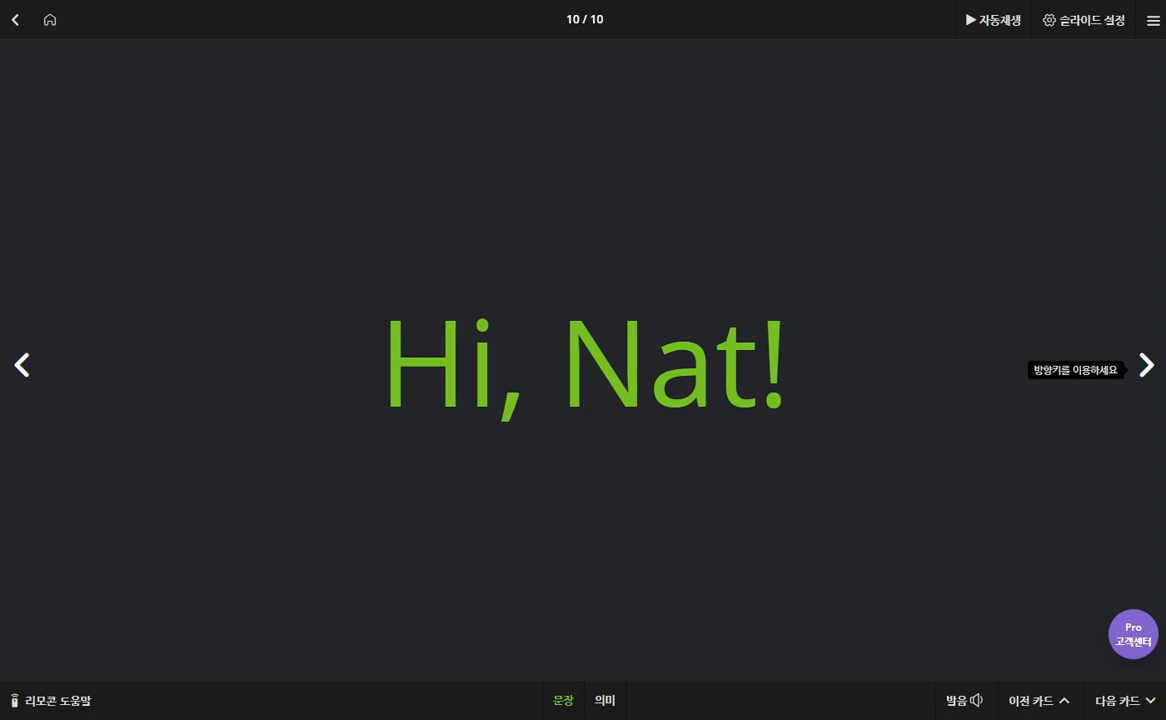 10 / 10
자동재생
슬라이드 설정
Hi, Nat!
방향키를 이용하세요
Pro
고객센터
리모콘 도움말
문장
의미
발음
이전 카드
다음 카드